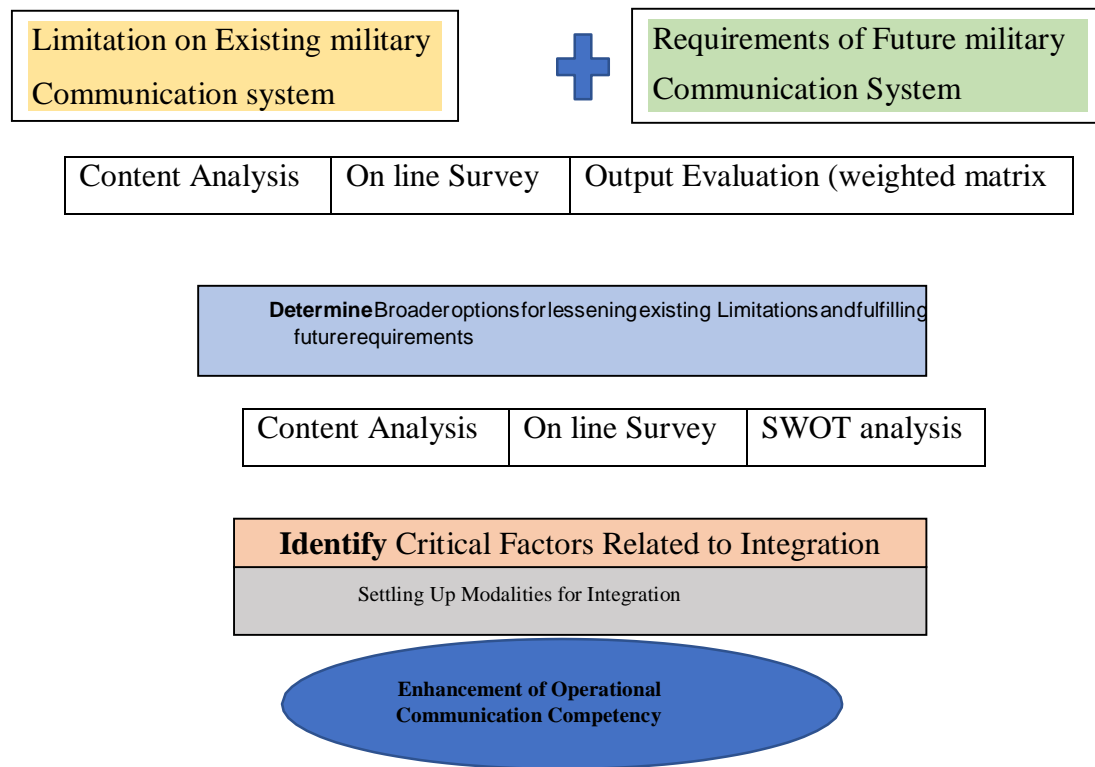 Limitation on Existing military
Communication system
Requirements of Future military
Communication System
Content Analysis
On line Survey
Output Evaluation (weighted matrix
Determine Broader options for lessening existing Limitations and fulfilling
future requirements
Content Analysis
On line Survey
SWOT analysis
Identify Critical Factors Related to Integration
Settling Up Modalities for Integration
Enhancement of Operational
Communication Competency